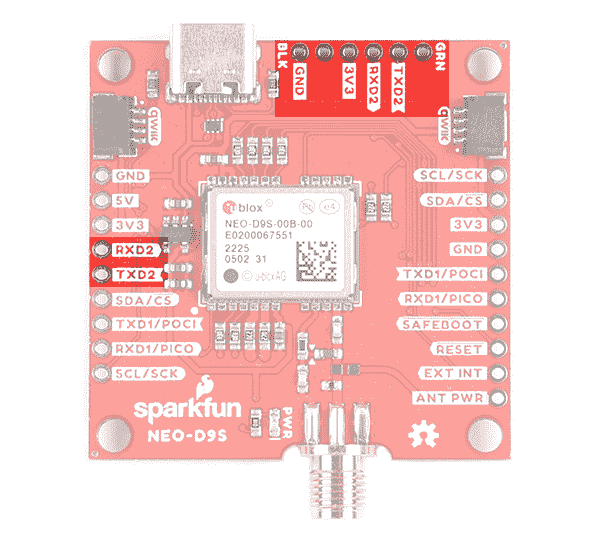 BLK
GND
3V3
RXD2
TXD2
GRN
QWIIC
QWIIC
GND
5V
3V3
RXD2
TXD2
SDA/CS
TXD1/POCI
RXD1/PICO
SCL/SCK
SCL/SCK
SDA/CS
3V3
GND
TXD1/POCI
RXD1/PICO
SAFEBOOT
RESET
EXT INT
ANT PWR
u blox
NEO-D9S-00B-00
E0200067551
2225
0502 31
© u-blox AG
sparkfun
NEO-D9S
PWR